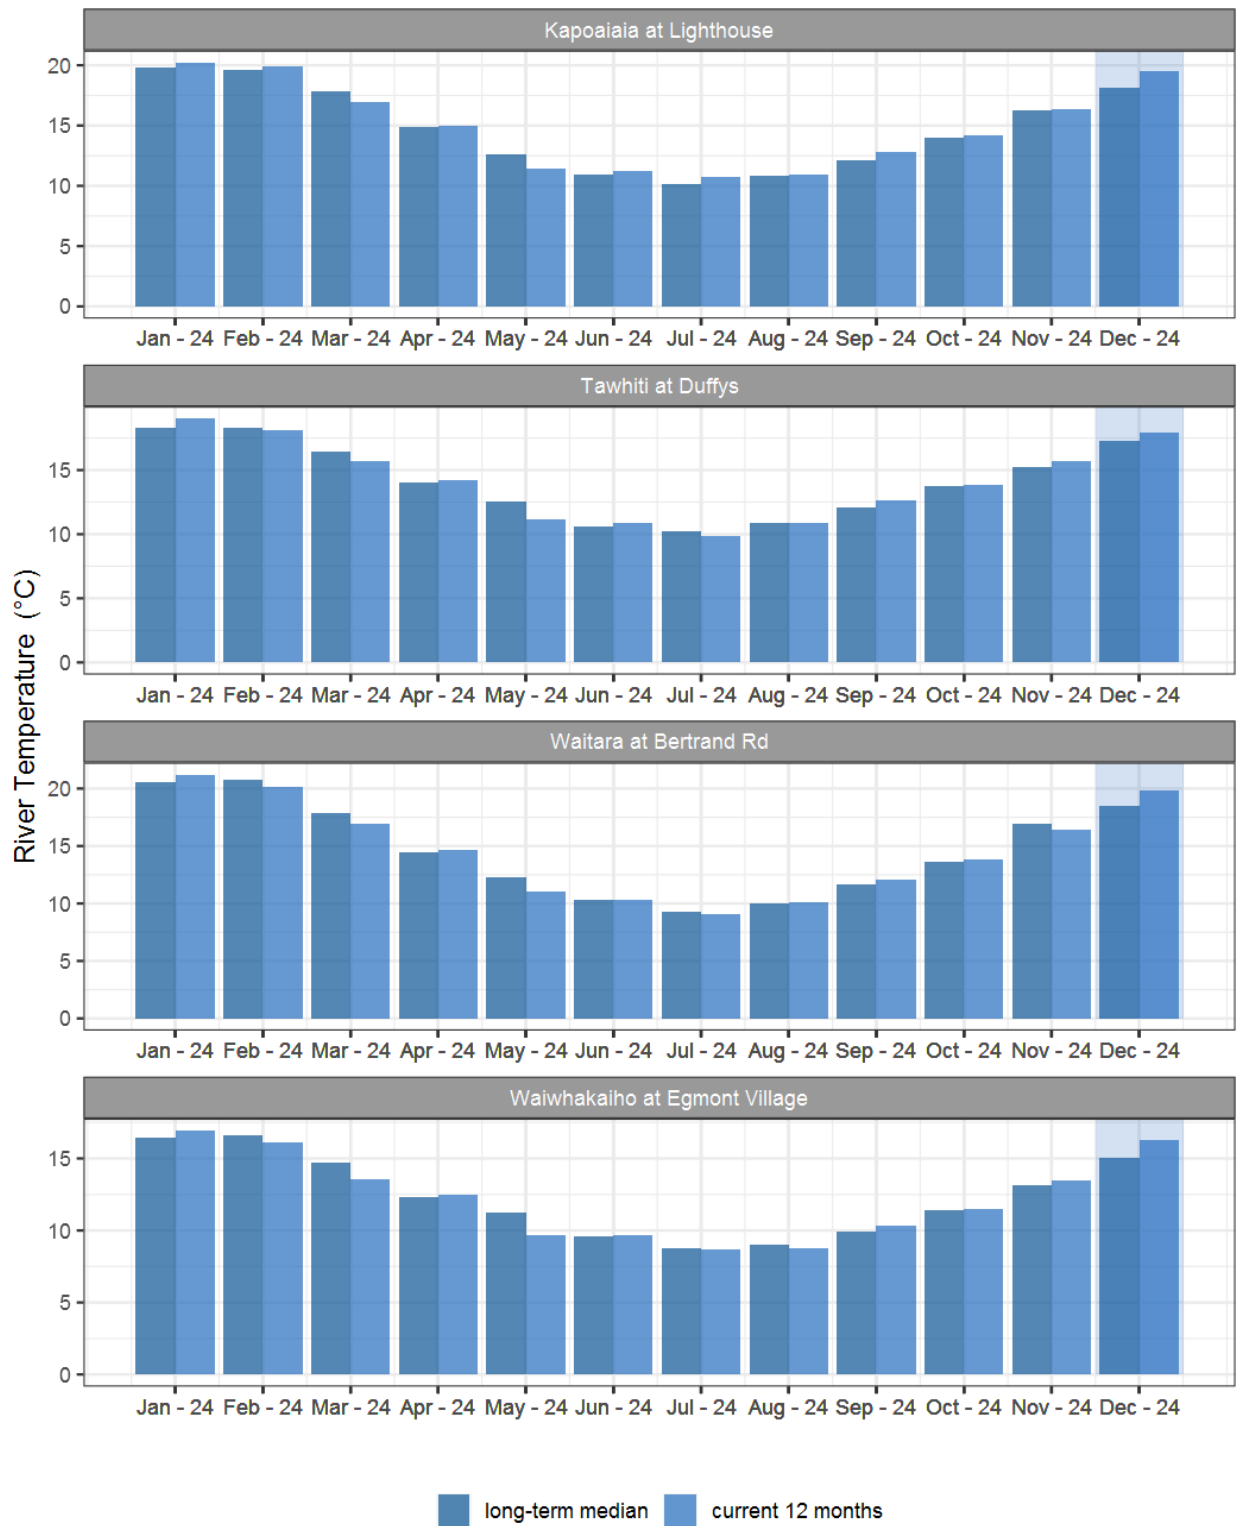 Kapoaiaia at Lighthouse
20
15
10
5
0
Jan - 24 Feb - 24 Mar - 24 Apr - 24 May - 24 Jun - 24 Jul - 24 Aug - 24 Sep - 24 Oct - 24 Nov - 24 Dec - 24
Tawhiti at Duffys
15
10
5
0
Jan - 24 Feb - 24 Mar - 24 Apr - 24 May - 24 Jun - 24 Jul - 24 Aug - 24 Sep - 24 Oct - 24 Nov - 24 Dec - 24
River Temperature (°C)
Waitara at Bertrand Rd
20
15
10
5
0
Jan - 24 Feb - 24 Mar - 24 Apr - 24 May - 24 Jun - 24 Jul - 24 Aug - 24 Sep - 24 Oct - 24 Nov - 24 Dec - 24
Waiwhakaiho at Egmont Village
15
10
5
0
Jan - 24 Feb - 24 Mar - 24 Apr - 24 May - 24 Jun - 24 Jul - 24 Aug - 24 Sep - 24 Oct - 24 Nov - 24 Dec - 24
long-term median current 12 months